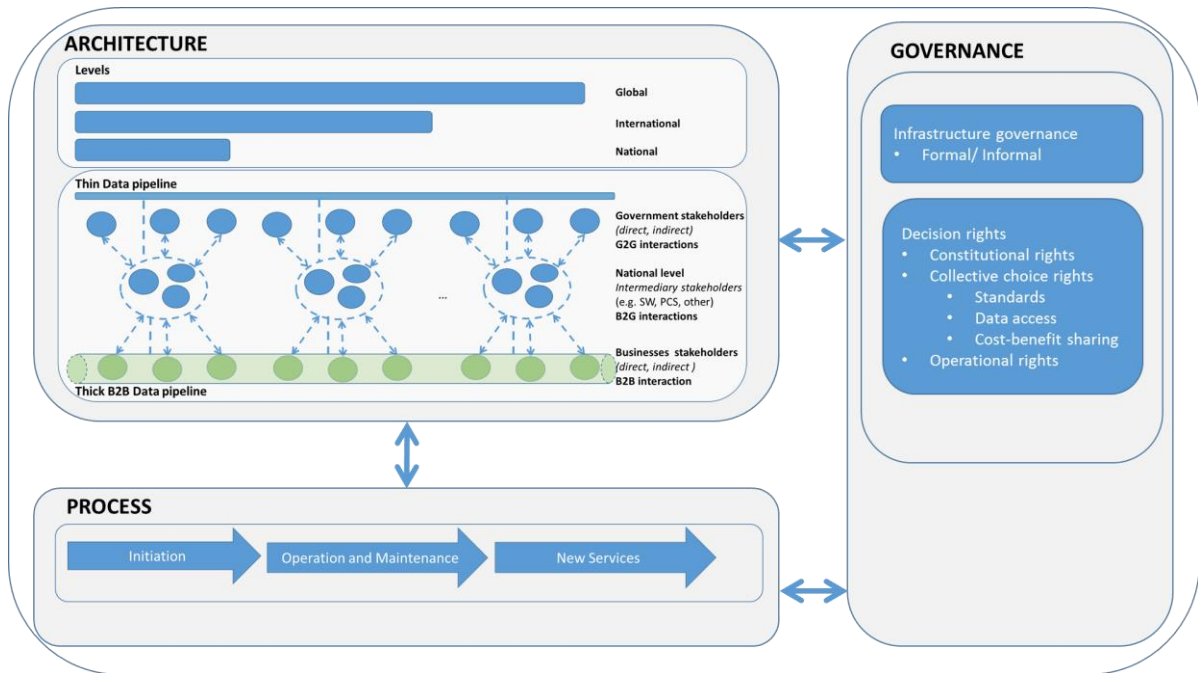 ARCHITECTURE
Levels
Global
International
National
Thin Data pipeline
Government stakeholders
(direct, indirect)
G2G interactions
National level
Intermediary stakeholders
(e.g. SW, PCS, other)
B2G interactions
...
Businesses stakeholders
(direct, indirect )
B2B interaction
Thick B2B Data pipeline
PROCESS
Initiation
Operation and Maintenance
New Services
GOVERNANCE
Infrastructure governance
• Formal/ Informal
Decision rights
• Constitutional rights
• Collective choice rights
• Standards
• Data access
• Cost-benefit sharing
• Operational rights